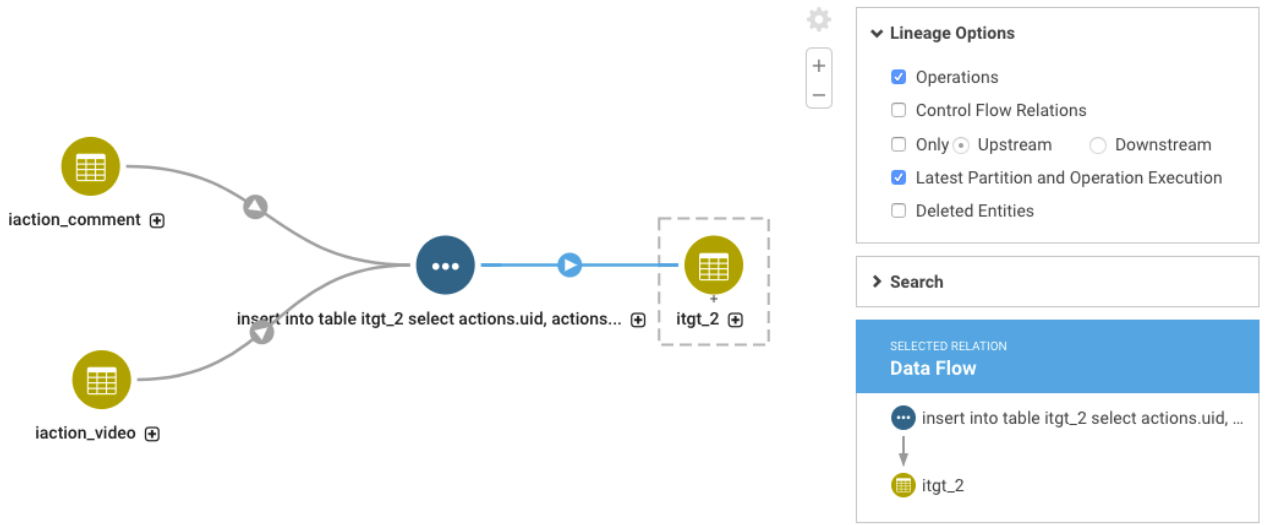 iaction_comment
insert into table itgt_2 select actions.uid, actions...
itgt_2
iaction_video
Lineage Options
Operations
Control Flow Relations
Only Upstream Downstream
Latest Partition and Operation Execution
Deleted Entities
Search
SELECTED RELATION
Data Flow
insert into table itgt_2 select actions.uid, ...
itgt_2